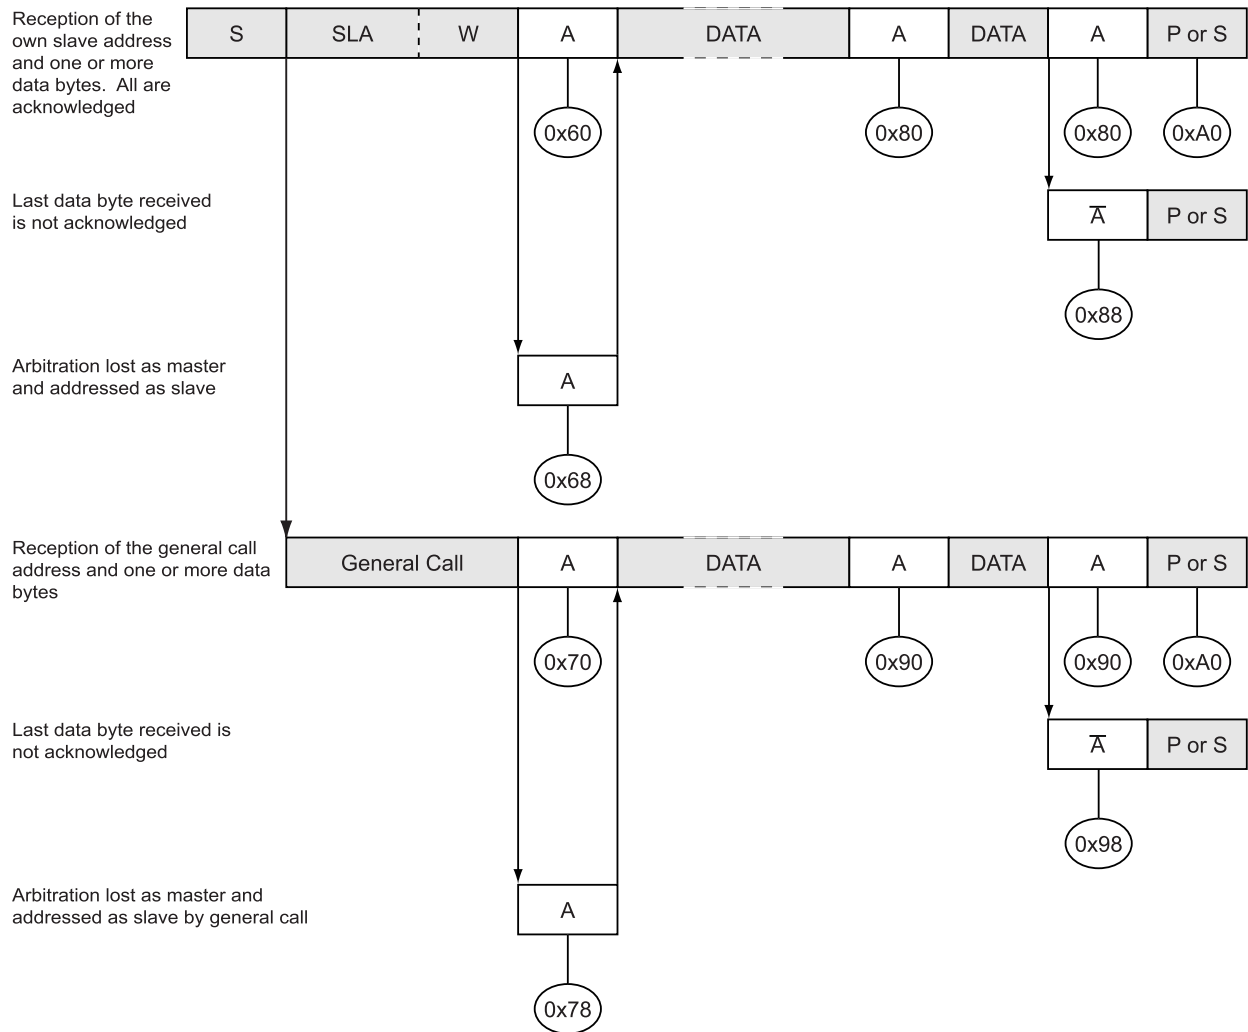 Reception of the
own slave address
and one or more
data bytes.  All are
acknowledged
S SLA W A DATA A DATA A P or S
0x60 0x80 0x80 0xA0
Last data byte received
is not acknowledged
A̅ P or S
0x88
Arbitration lost as master
and addressed as slave
A
0x68
Reception of the general call
address and one or more data
bytes
General Call A DATA A DATA A P or S
0x70 0x90 0x90 0xA0
Last data byte received is
not acknowledged
A̅ P or S
0x98
Arbitration lost as master and
addressed as slave by general call
A
0x78